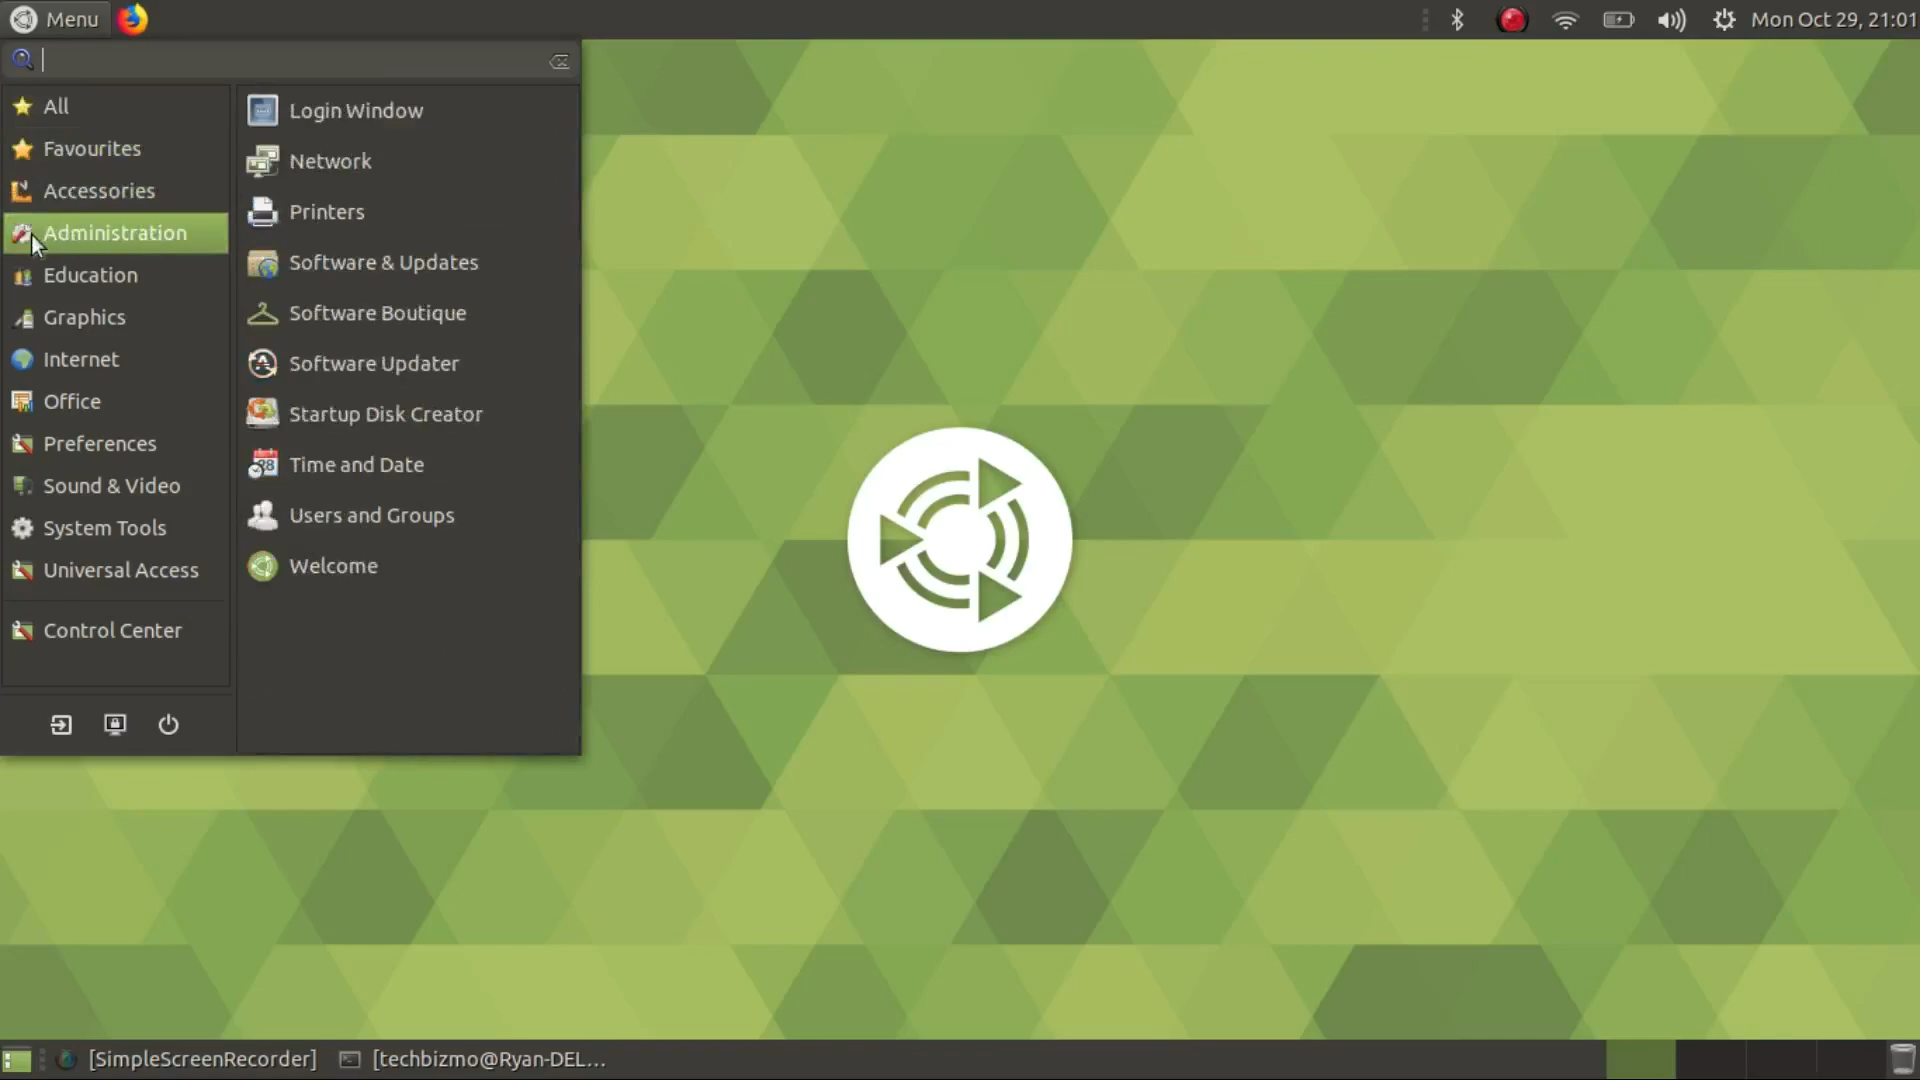 Menu
Mon Oct 29, 21:01
All
Favourites
Accessories
Administration
Education
Graphics
Internet
Office
Preferences
Sound & Video
System Tools
Universal Access
Control Center
Login Window
Network
Printers
Software & Updates
Software Boutique
Software Updater
Startup Disk Creator
Time and Date
Users and Groups
Welcome
[SimpleScreenRecorder]
[techbizmo@Ryan-DEL...